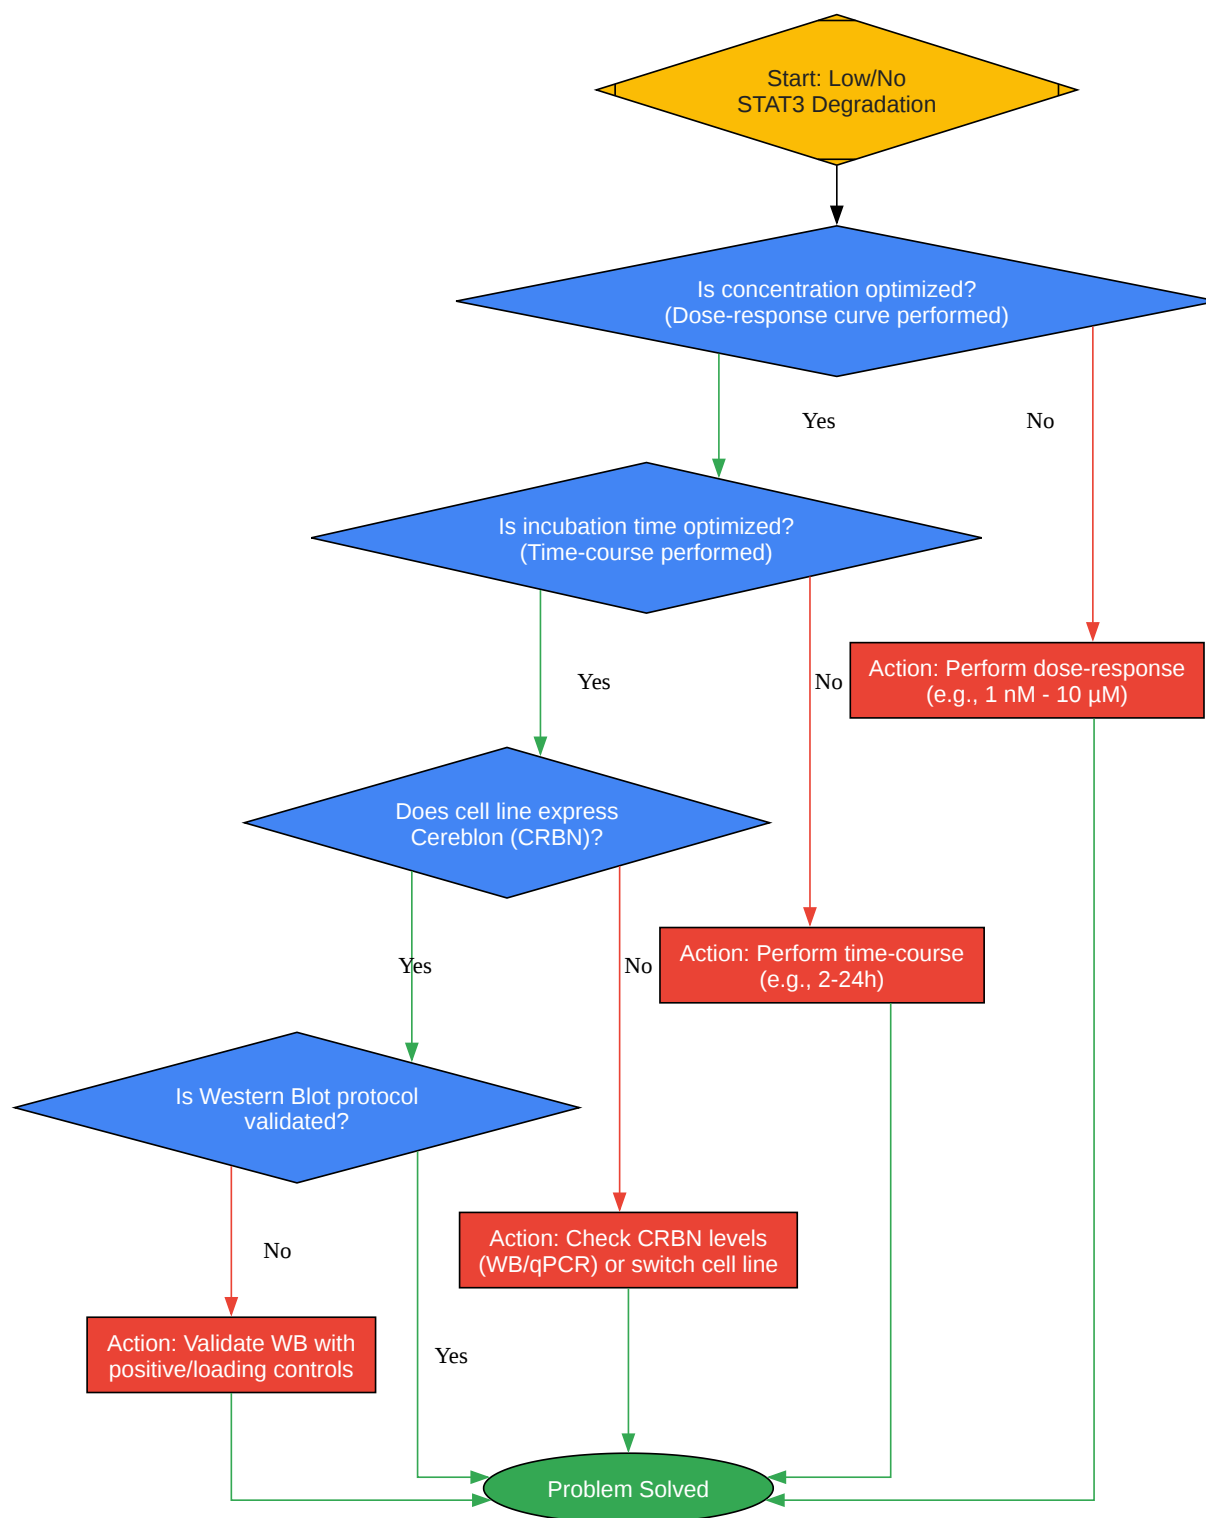 Start: Low/No
STAT3 Degradation
Is concentration optimized?
(Dose-response curve performed)
Yes
No
Is incubation time optimized?
(Time-course performed)
Yes
No
Action: Perform dose-response
(e.g., 1 nM - 10 µM)
Does cell line express
Cereblon (CRBN)?
Yes
No
Action: Perform time-course
(e.g., 2-24h)
Is Western Blot protocol
validated?
No
Action: Check CRBN levels
(WB/qPCR) or switch cell line
Action: Validate WB with
positive/loading controls
Yes
Problem Solved